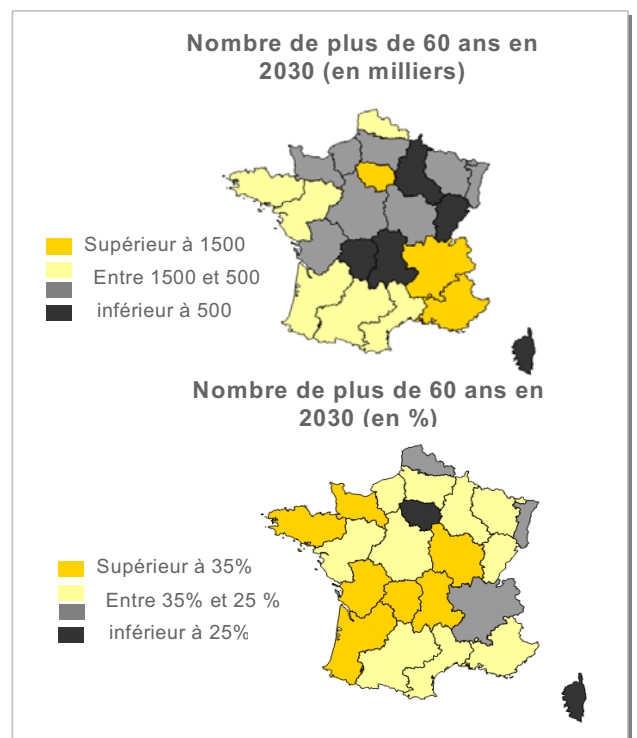 Nombre de plus de 60 ans en
2030 (en milliers)
Supérieur à 1500
Entre 1500 et 500
inférieur à 500
Nombre de plus de 60 ans en
2030 (en %)
Supérieur à 35%
Entre 35% et 25 %
inférieur à 25%